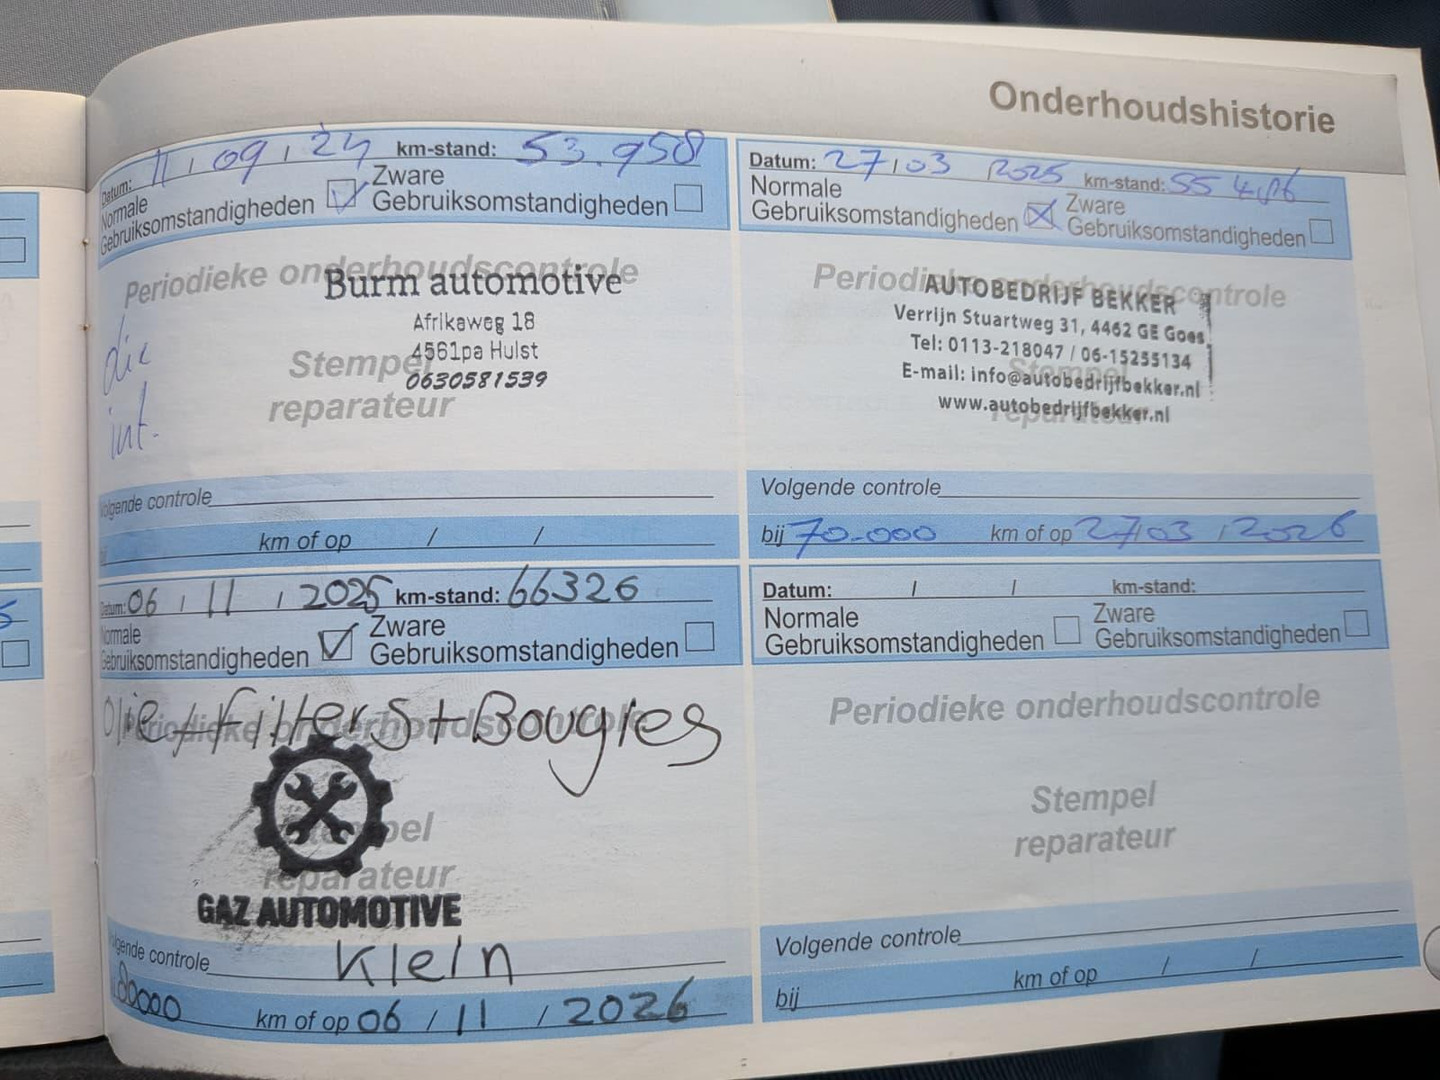 Onderhoudshistorie
Datum: 11 / 09 / 24 km-stand: 53.958
Normale Gebruiksomstandigheden Zware Gebruiksomstandigheden
Periodieke onderhoudscontrole
Burm automotive
Afrikaweg 18
4561pa Hulst
0630581539
Stempel
reparateur
int.
Volgende controle
km of op / /
Datum: 27 / 03 2025 km-stand:
Normale Gebruiksomstandigheden Zware Gebruiksomstandigheden
Periodieke onderhoudscontrole
AUTOBEDRIJF BEKKER
Verrijn Stuartweg 31, 4462 GE Goes
Tel: 0113-218047 / 06-15255134
E-mail: info@autobedrijfbekker.nl
www.autobedrijfbekker.nl
Stempel
reparateur
Volgende controle
bij 70.000 km of op 27/03 / 2026
Datum: 06 / 11 / 2025 km-stand: 66326
Normale Gebruiksomstandigheden Zware Gebruiksomstandigheden
Olie+filters+Bougies
Periodieke onderhoudscontrole
Stempel
reparateur
GAZ AUTOMOTIVE
Volgende controle Klein
km of op 06 / 11 / 2026
Datum: / / km-stand:
Normale Gebruiksomstandigheden Zware Gebruiksomstandigheden
Periodieke onderhoudscontrole
Stempel
reparateur
Volgende controle
bij km of op / /